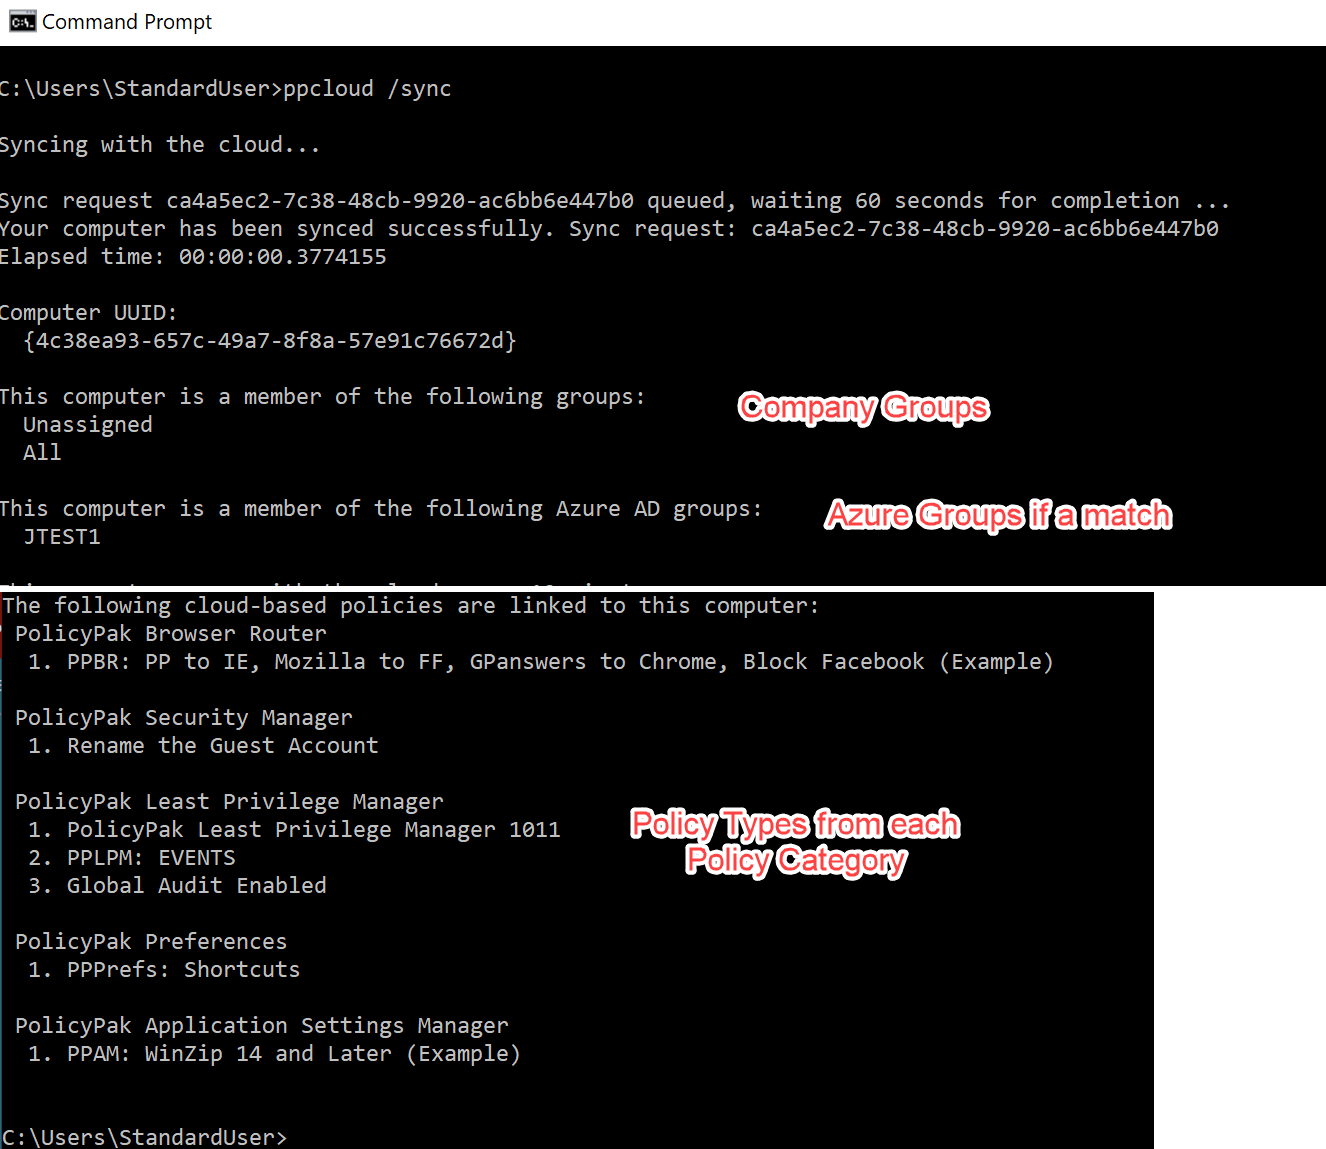 Command Prompt
C:\Users\StandardUser>ppcloud /sync
Syncing with the cloud...
Sync request ca4a5ec2-7c38-48cb-9920-ac6bb6e447b0 queued, waiting 60 seconds for completion ...
Your computer has been synced successfully. Sync request: ca4a5ec2-7c38-48cb-9920-ac6bb6e447b0
Elapsed time: 00:00:00.3774155
Computer UUID:
{4c38ea93-657c-49a7-8f8a-57e91c76672d}
This computer is a member of the following groups:
Company Groups
Unassigned
All
This computer is a member of the following Azure AD groups:
Azure Groups if a match
JTEST1
The following cloud-based policies are linked to this computer:
PolicyPak Browser Router
1. PPBR: PP to IE, Mozilla to FF, GPanswers to Chrome, Block Facebook (Example)
PolicyPak Security Manager
1. Rename the Guest Account
PolicyPak Least Privilege Manager
1. PolicyPak Least Privilege Manager 1011
2. PPLPM: EVENTS
3. Global Audit Enabled
Policy Types from each
Policy Category
PolicyPak Preferences
1. PPPrefs: Shortcuts
PolicyPak Application Settings Manager
1. PPAM: WinZip 14 and Later (Example)
C:\Users\StandardUser>